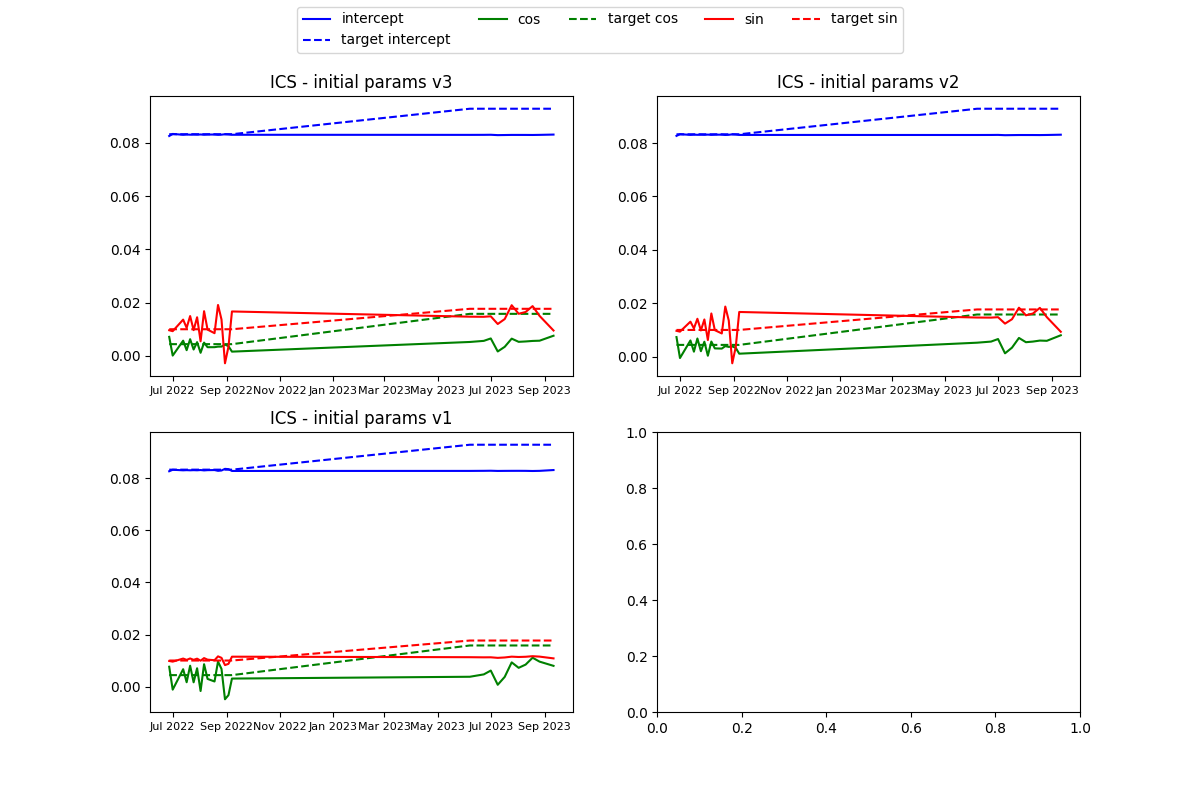 intercept cos target cos sin target sin
target intercept
ICS - initial params v3 ICS - initial params v2
0.08 0.08
0.06 0.06
0.04 0.04
0.02 0.02
0.00 0.00
Jul 2022 Sep 2022 Nov 2022 Jan 2023 Mar 2023 May 2023 Jul 2023 Sep 2023 Jul 2022 Sep 2022 Nov 2022 Jan 2023 Mar 2023 May 2023 Jul 2023 Sep 2023
ICS - initial params v1
1.0
0.08 0.8
0.06 0.6
0.04 0.4
0.02 0.2
0.00 0.0
Jul 2022 Sep 2022 Nov 2022 Jan 2023 Mar 2023 May 2023 Jul 2023 Sep 2023 0.0 0.2 0.4 0.6 0.8 1.0